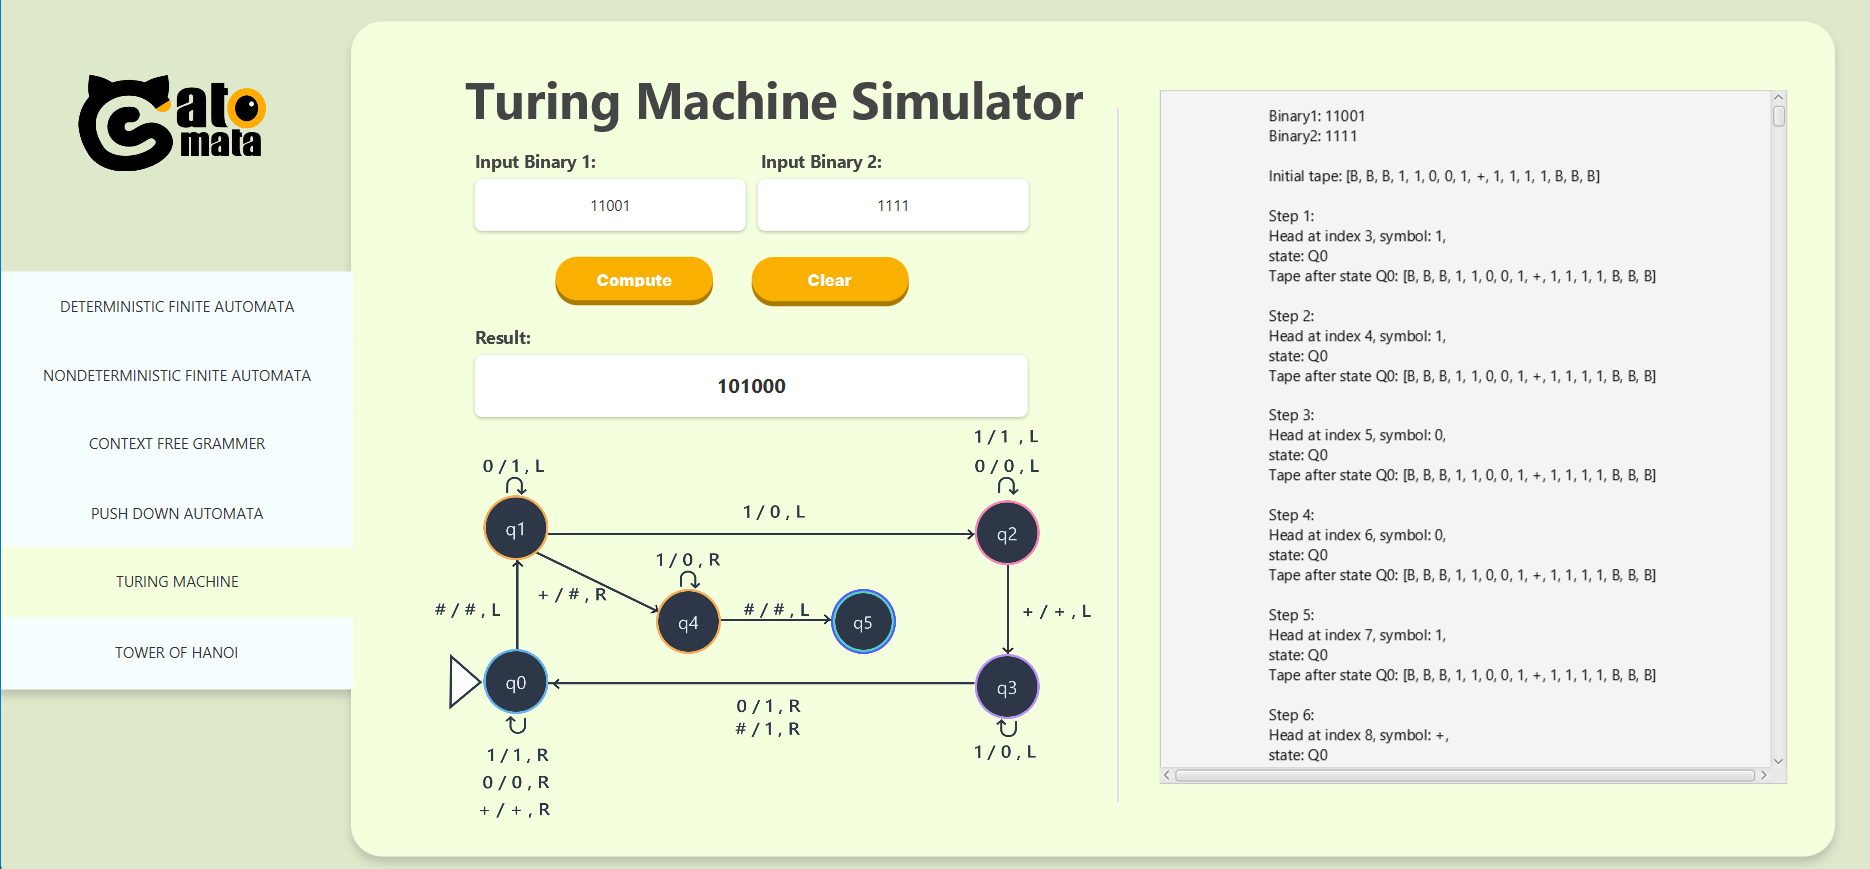 Gato
mata
DETERMINISTIC FINITE AUTOMATA
NONDETERMINISTIC FINITE AUTOMATA
CONTEXT FREE GRAMMER
PUSH DOWN AUTOMATA
TURING MACHINE
TOWER OF HANOI
Turing Machine Simulator
Input Binary 1:
Input Binary 2:
11001
1111
Compute
Clear
Result:
101000
1 / 1 , L
0 / 1 , L
0 / 0 , L
q1
1 / 0 , L
q2
1 / 0 , R
+ / # , R
# / # , L
q4
# / # , L
q5
+ / + , L
q0
q3
0 / 1 , R
# / 1 , R
1 / 1 , R
0 / 0 , R
+ / + , R
1 / 0 , L
Binary1: 11001
Binary2: 1111
Initial tape: [B, B, B, 1, 1, 0, 0, 1, +, 1, 1, 1, 1, B, B, B]
Step 1:
Head at index 3, symbol: 1,
state: Q0
Tape after state Q0: [B, B, B, 1, 1, 0, 0, 1, +, 1, 1, 1, 1, B, B, B]
Step 2:
Head at index 4, symbol: 1,
state: Q0
Tape after state Q0: [B, B, B, 1, 1, 0, 0, 1, +, 1, 1, 1, 1, B, B, B]
Step 3:
Head at index 5, symbol: 0,
state: Q0
Tape after state Q0: [B, B, B, 1, 1, 0, 0, 1, +, 1, 1, 1, 1, B, B, B]
Step 4:
Head at index 6, symbol: 0,
state: Q0
Tape after state Q0: [B, B, B, 1, 1, 0, 0, 1, +, 1, 1, 1, 1, B, B, B]
Step 5:
Head at index 7, symbol: 1,
state: Q0
Tape after state Q0: [B, B, B, 1, 1, 0, 0, 1, +, 1, 1, 1, 1, B, B, B]
Step 6:
Head at index 8, symbol: +,
state: Q0